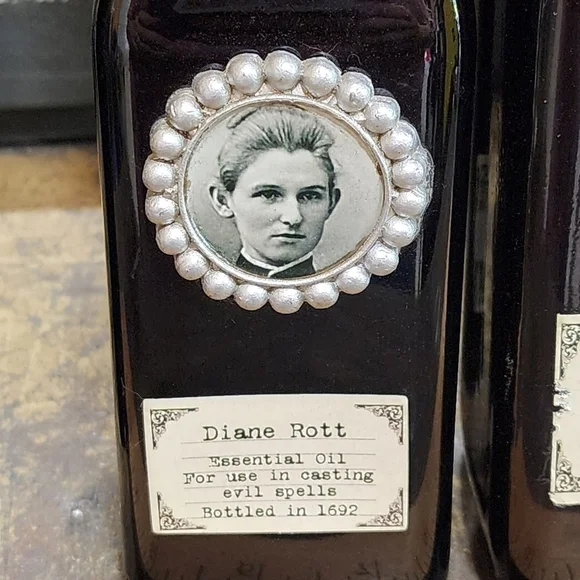 Diane Rott
Essential Oil
For use in casting
evil spells
Bottled in 1692